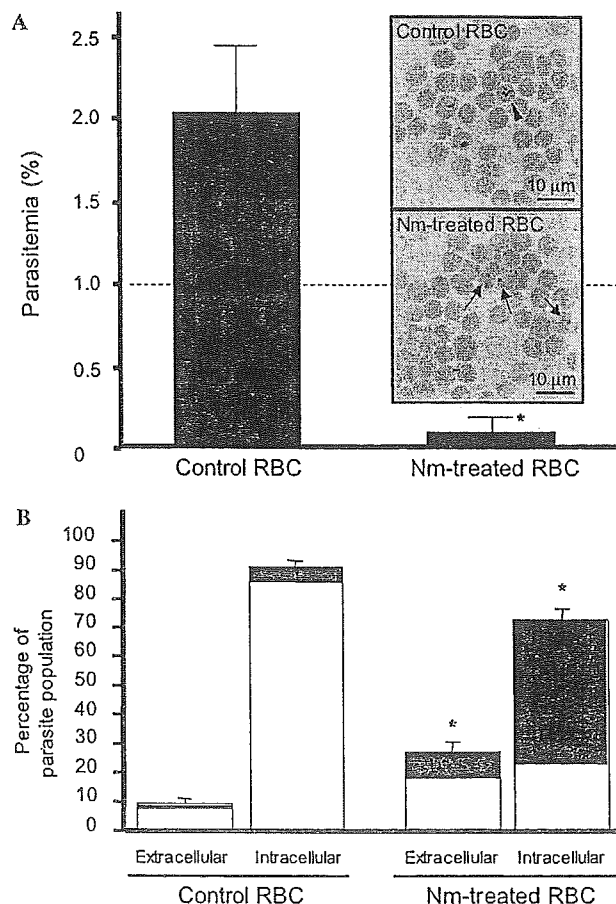 A
2.5
2.0
1.5
1.0
0.5
0
Parasitemia (%)
Control RBC
10 µm
Nm-treated RBC
10 µm
*
Control RBC
Nm-treated RBC
B
100
90
80
70
60
50
40
30
20
10
0
Percentage of
parasite population
*
*
Extracellular
Intracellular
Extracellular
Intracellular
Control RBC
Nm-treated RBC